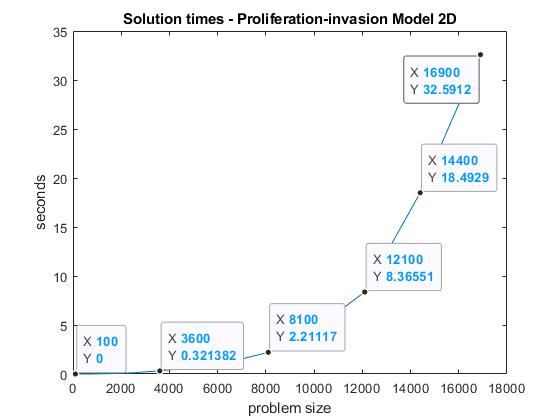 Solution times - Proliferation-invasion Model 2D
35
30
25
20
15
10
5
0
seconds
X 16900
Y 32.5912
X 14400
Y 18.4929
X 12100
Y 8.36551
X 8100
Y 2.21117
X 3600
Y 0.321382
X 100
Y 0
0 2000 4000 6000 8000 10000 12000 14000 16000 18000
problem size